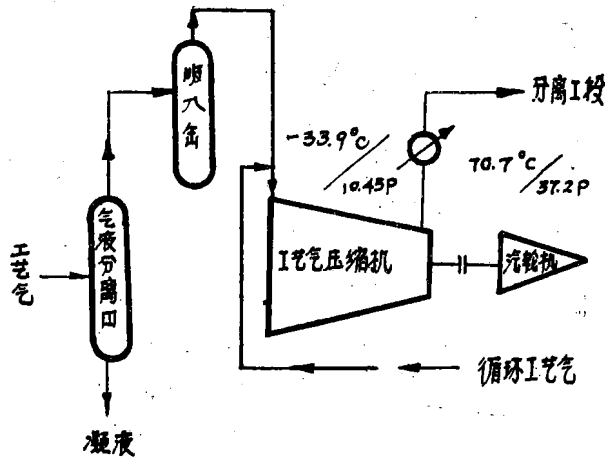 吸入缶
分离工段
-33.9°C/10.45P
70.7°C/37.2P
工艺气
气液分离口
工艺气压缩机
汽轮机
循环工艺气
凝液